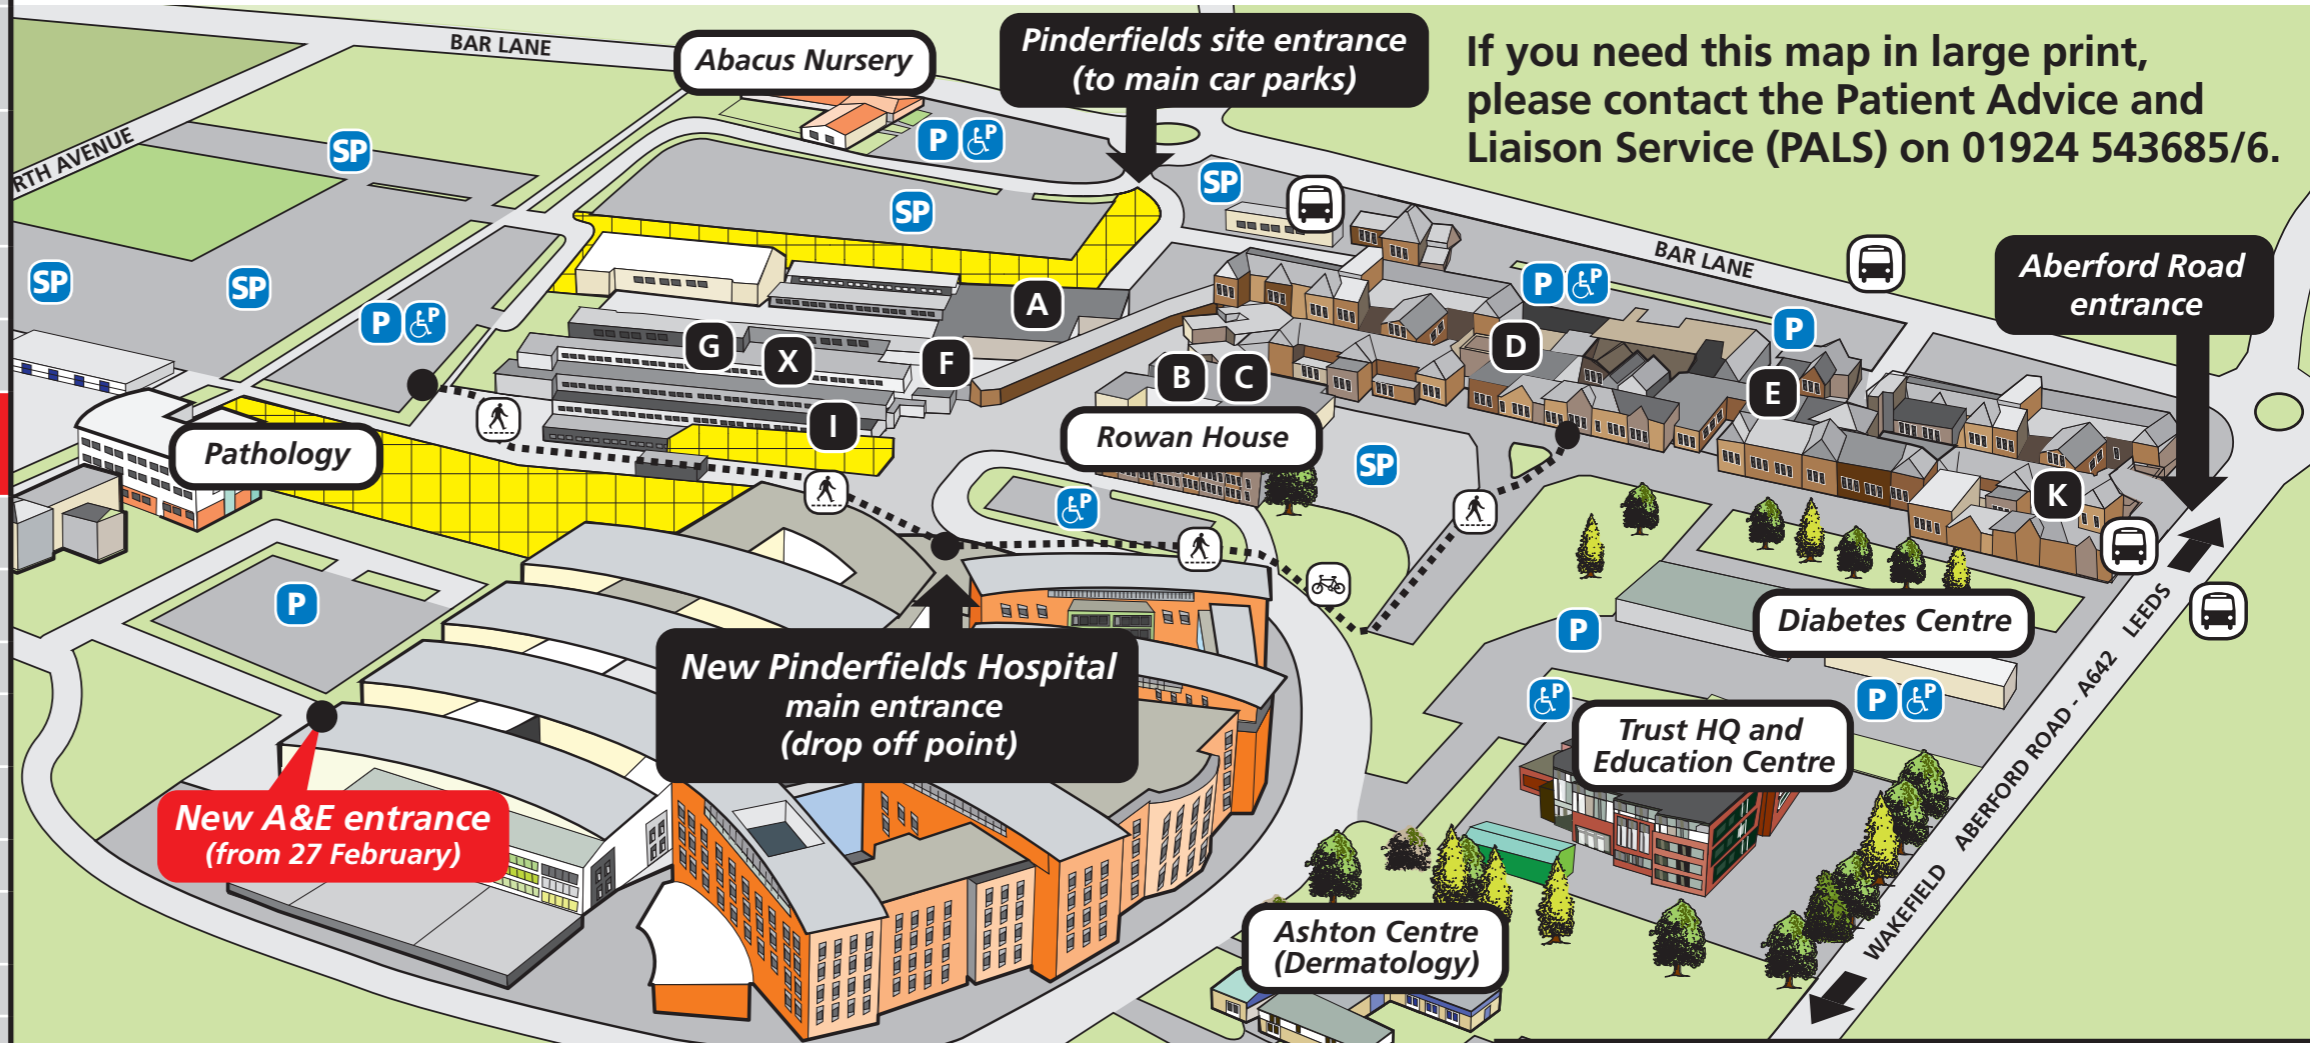 BAR LANE
Abacus Nursery
Pinderfields site entrance
(to main car parks)
If you need this map in large print,
please contact the Patient Advice and
Liaison Service (PALS) on 01924 543685/6.
RTH AVENUE
SP
P
P
SP
SP
BAR LANE
Aberford Road
entrance
SP
SP
P
P
P
P
A
P
G
X
F
D
B
C
E
I
Rowan House
Pathology
SP
K
P
P
Diabetes Centre
LEEDS
P
New Pinderfields Hospital
main entrance
(drop off point)
P
P
P
Trust HQ and
Education Centre
ABERFORD ROAD - A642
New A&E entrance
(from 27 February)
WAKEFIELD
Ashton Centre
(Dermatology)